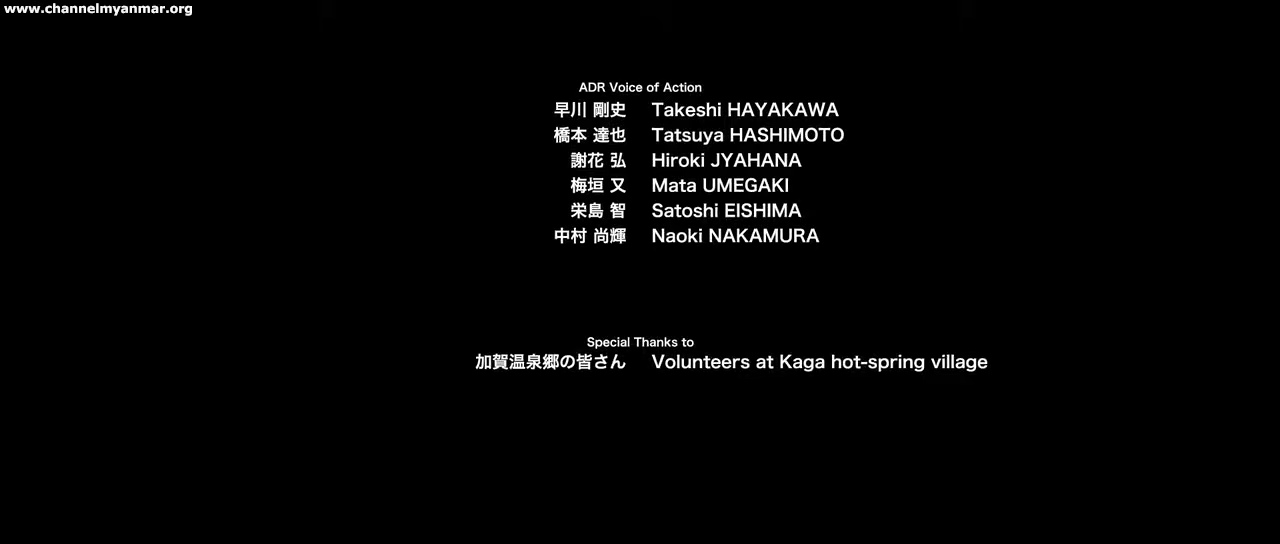 www.channelmyanmar.org
ADR Voice of Action
早川 剛史 Takeshi HAYAKAWA
橋本 達也 Tatsuya HASHIMOTO
謝花 弘 Hiroki JYAHANA
梅垣 又 Mata UMEGAKI
栄島 智 Satoshi EISHIMA
中村 尚輝 Naoki NAKAMURA
Special Thanks to
加賀温泉郷の皆さん Volunteers at Kaga hot-spring village